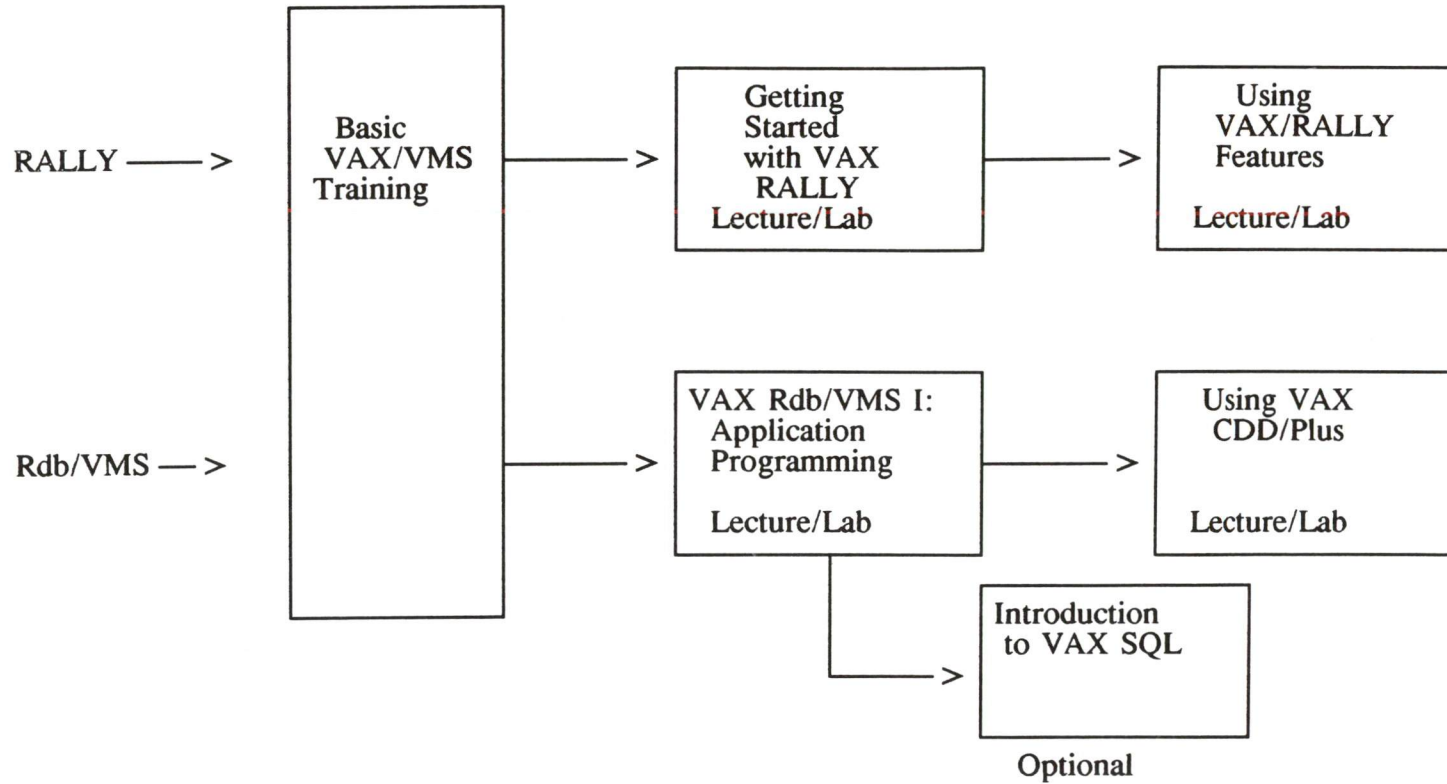 RALLY
Basic
VAX/VMS
Training
Getting
Started
with VAX
RALLY
Lecture/Lab
Using
VAX/RALLY
Features
Lecture/Lab
Rdb/VMS
VAX Rdb/VMS I:
Application
Programming
Lecture/Lab
Using VAX
CDD/Plus
Lecture/Lab
Introduction
to VAX SQL
Optional